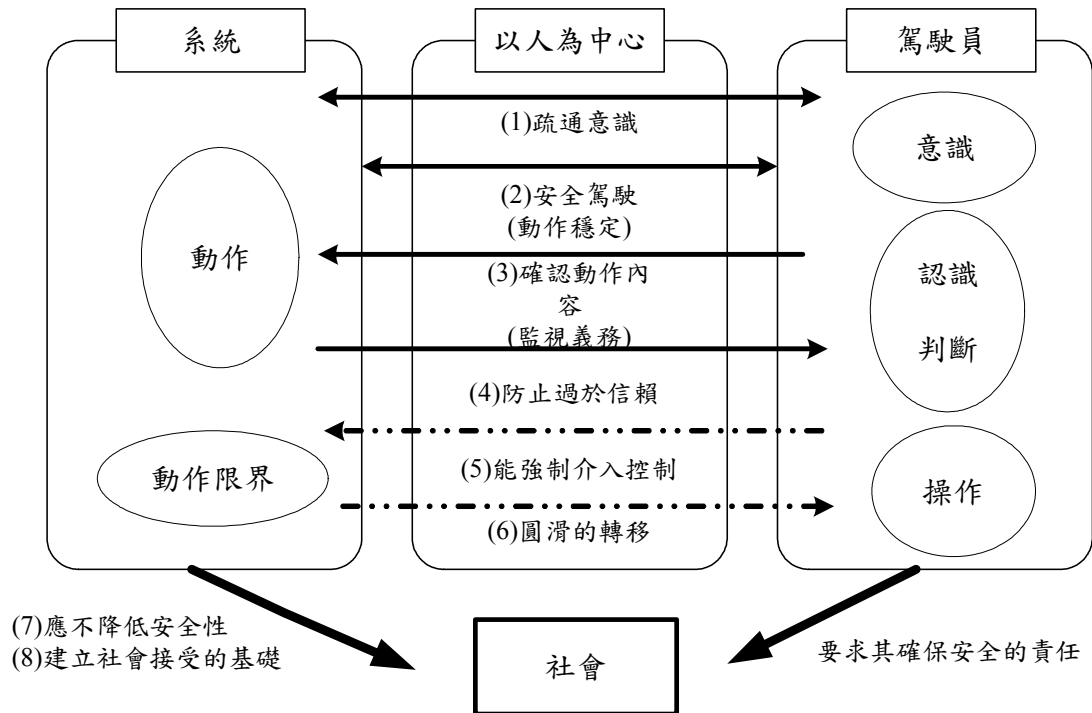 系統
以人為中心
駕駛員
(1)疏通意識
意識
(2)安全駕駛
(動作穩定)
動作
(3)確認動作內
容
(監視義務)
認識
判斷
(4)防止過於信賴
動作限界
(5)能強制介入控制
操作
(6)圓滑的轉移
(7)應不降低安全性
(8)建立社會接受的基礎
社會
要求其確保安全的責任